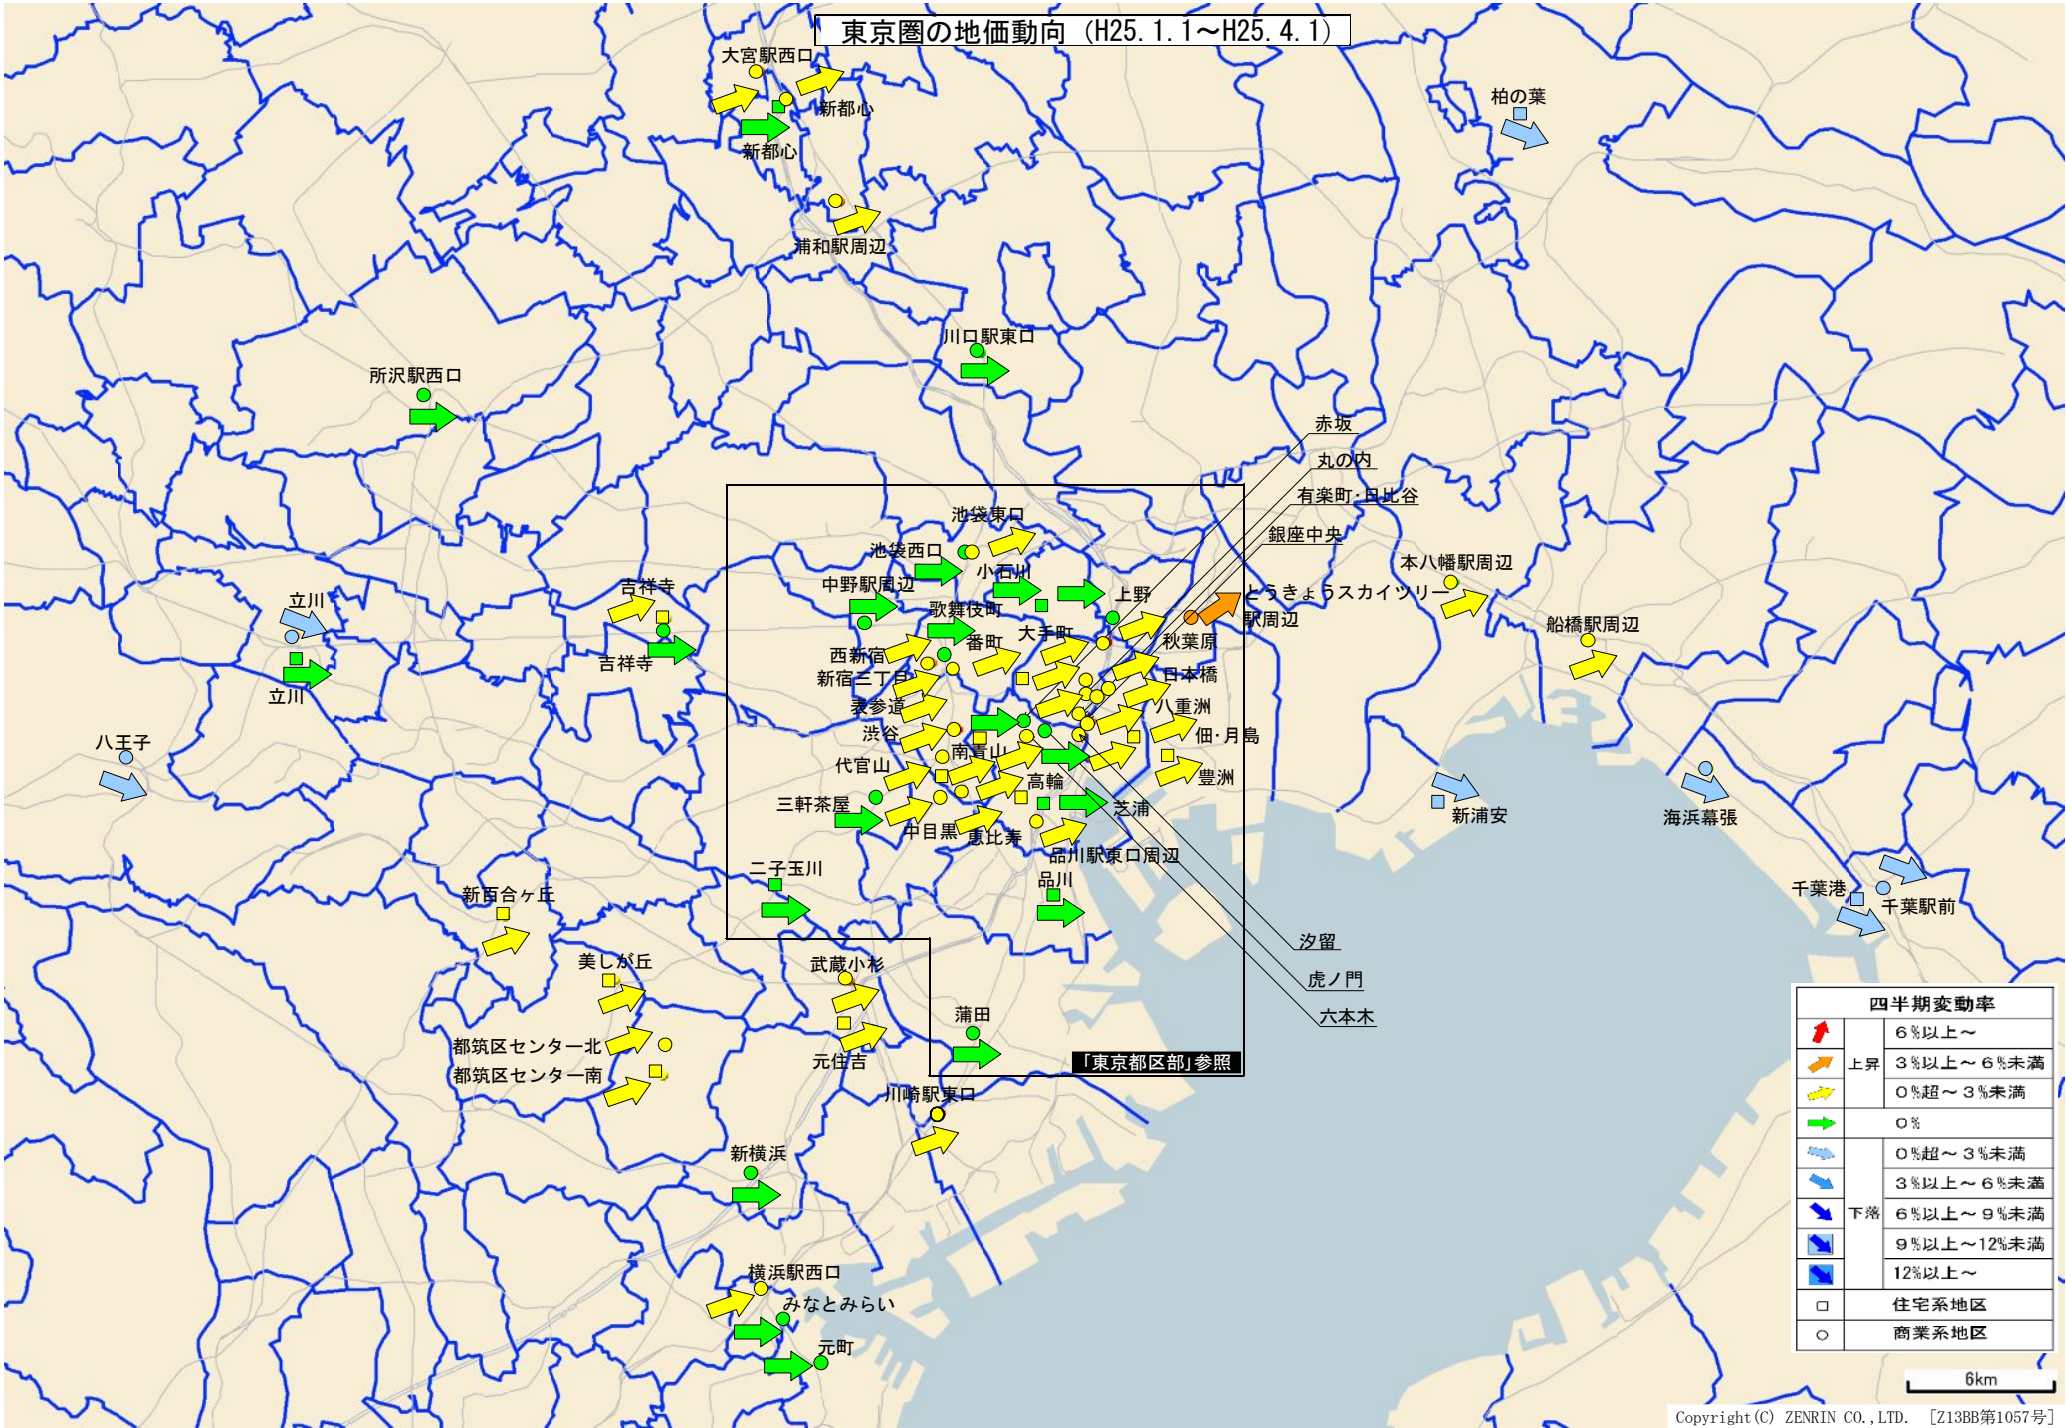 東京圏の地価動向 (H25.1.1～H25.4.1)
大宮駅西口
新都心
新都心
柏の葉
浦和駅周辺
川口駅東口
所沢駅西口
赤坂
丸の内
有楽町・日比谷
銀座中央
池袋東口
池袋西口
小石川
中野駅周辺
歌舞伎町
上野
とうきょうスカイツリー
駅周辺
本八幡駅周辺
船橋駅周辺
吉祥寺
吉祥寺
立川
立川
大手町
秋葉原
番町
西新宿
新宿三丁目
日本橋
表参道
八重洲
渋谷
佃・月島
南青山
代官山
豊洲
高輪
三軒茶屋
芝浦
中目黒
恵比寿
品川駅東口周辺
品川
二子玉川
八王子
新浦安
海浜幕張
千葉港
千葉駅前
新百合ヶ丘
美しが丘
武蔵小杉
汐留
虎ノ門
六本木
蒲田
都筑区センター北
都筑区センター南
元住吉
「東京都区部」参照
川崎駅東口
新横浜
横浜駅西口
みなとみらい
元町
四半期変動率
上昇
6%以上～
3%以上～6%未満
0%超～3%未満
0%
下落
0%超～3%未満
3%以上～6%未満
6%以上～9%未満
9%以上～12%未満
12%以上～
住宅系地区
商業系地区
6km
Copyright(C) ZENRIN CO.,LTD. [Z13BB第1057号]